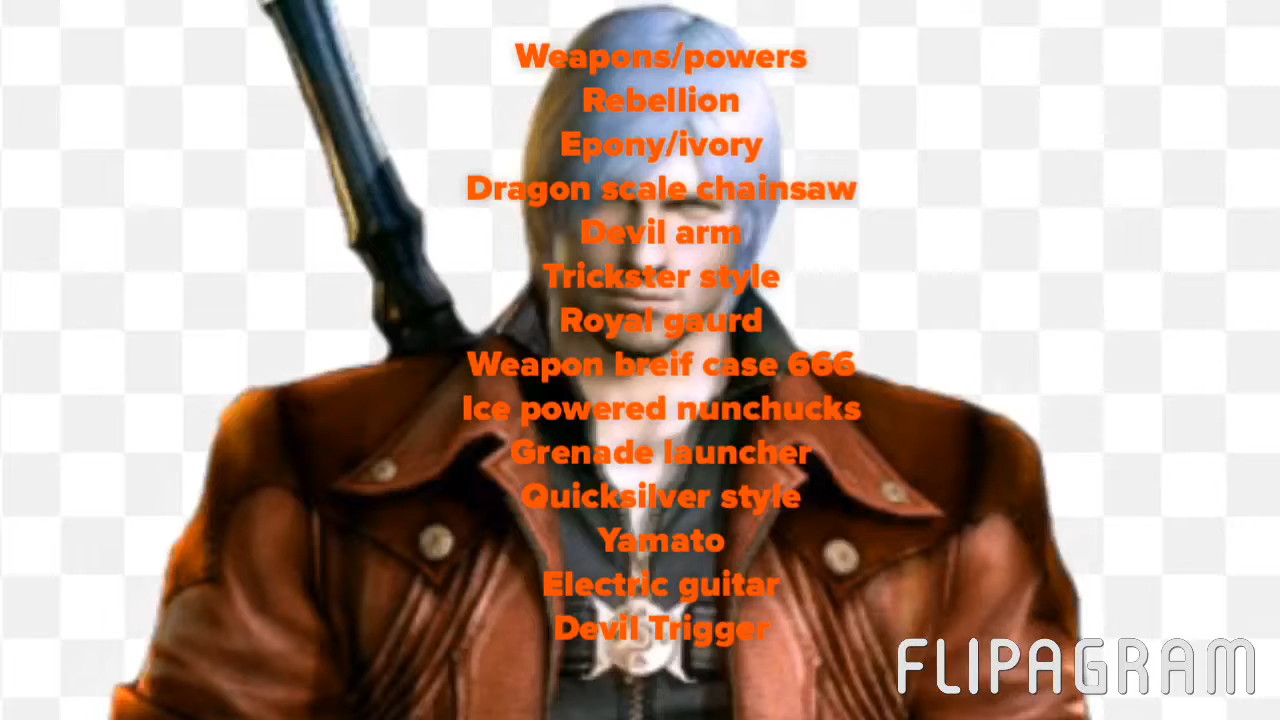 Weapons/powers
Rebellion
Epony/ivory
Dragon scale chainsaw
Devil arm
Trickster style
Royal gaurd
Weapon breif case 666
Ice powered nunchucks
Grenade launcher
Quicksilver style
Yamato
Electric guitar
Devil Trigger
FLIPAGRAM